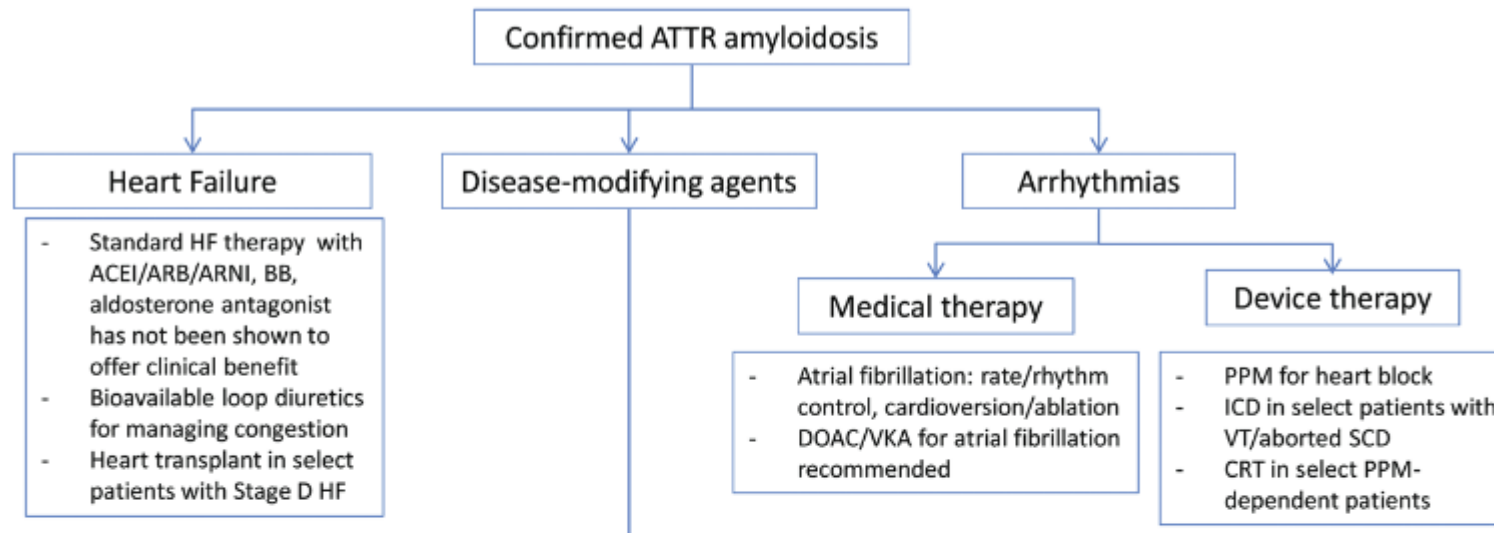 Confirmed ATTR amyloidosis
Heart Failure
Disease-modifying agents
Arrhythmias
- Standard HF therapy with
ACEI/ARB/ARNI, BB,
aldosterone antagonist
has not been shown to
offer clinical benefit
- Bioavailable loop diuretics
for managing congestion
- Heart transplant in select
patients with Stage D HF
Medical therapy
Device therapy
- Atrial fibrillation: rate/rhythm
control, cardioversion/ablation
- DOAC/VKA for atrial fibrillation
recommended
- PPM for heart block
- ICD in select patients with
VT/aborted SCD
- CRT in select PPM-
dependent patients